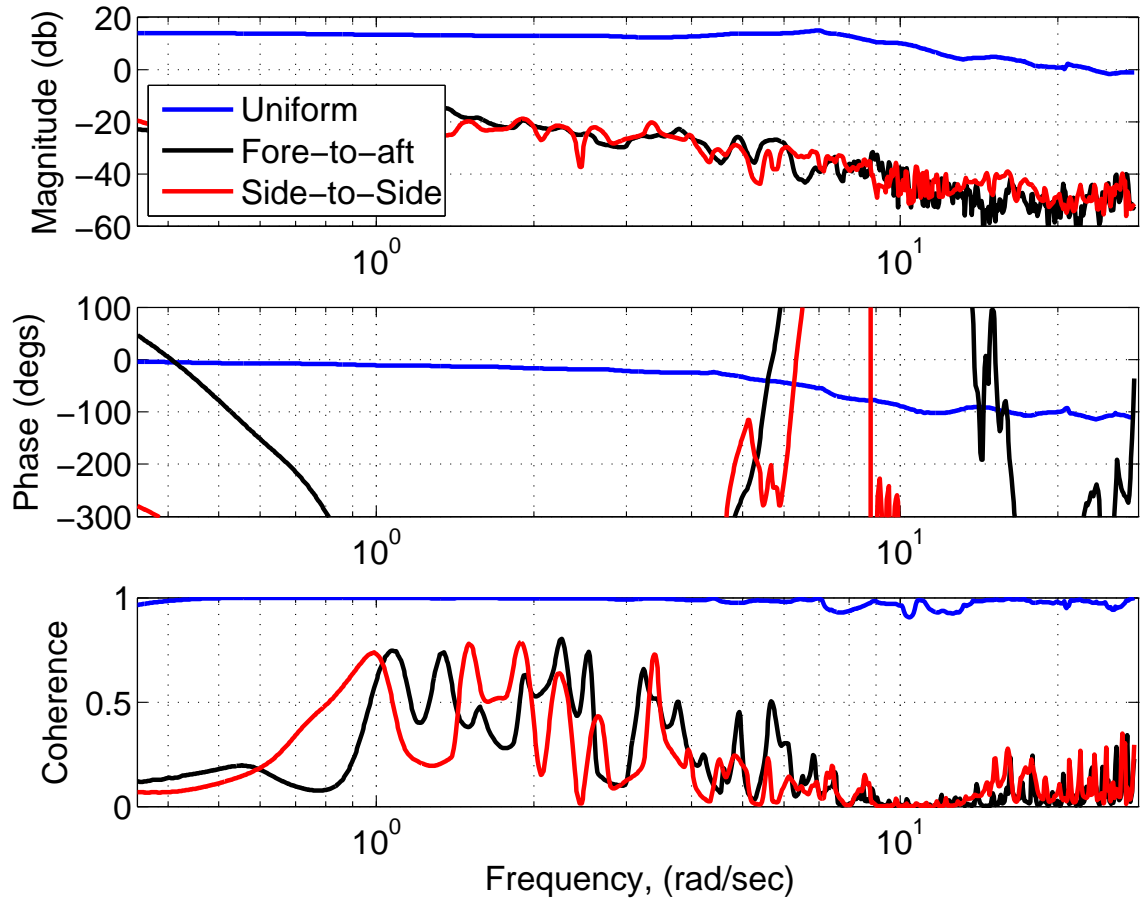 Magnitude (db)
20
0
−20
−40
−60
Uniform
Fore−to−aft
Side−to−Side
10^0
10^1
Phase (degs)
100
0
−100
−200
−300
10^0
10^1
Coherence
1
0.5
0
10^0
10^1
Frequency, (rad/sec)